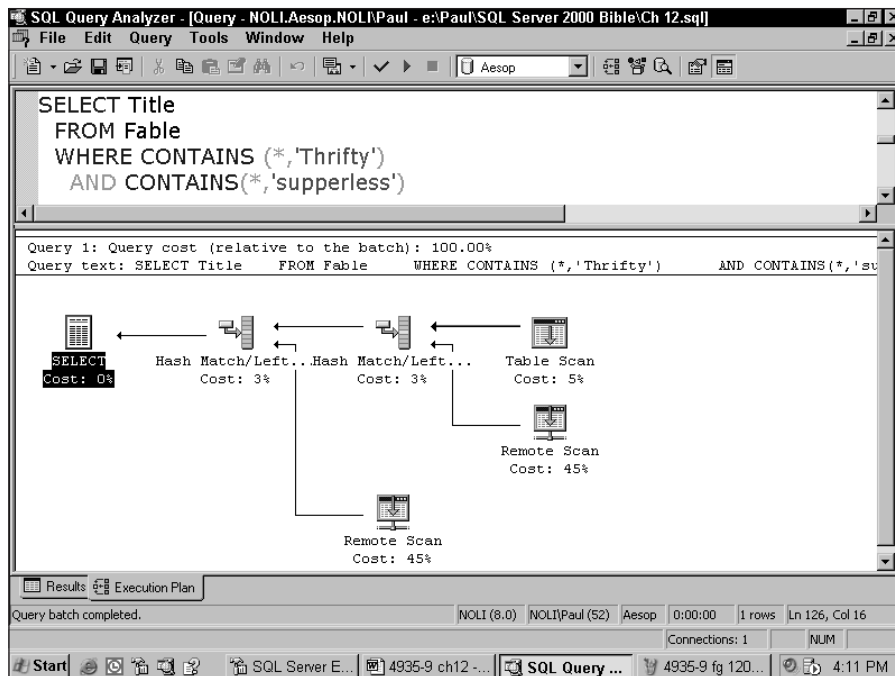 SQL Query Analyzer - [Query - NOLI.Aesop.NOLI\Paul - e:\Paul\SQL Server 2000 Bible\Ch 12.sql]
File Edit Query Tools Window Help
Aesop
SELECT Title
FROM Fable
WHERE CONTAINS (*,'Thrifty')
AND CONTAINS(*,'supperless')
Query 1: Query cost (relative to the batch): 100.00%
Query text: SELECT Title FROM Fable WHERE CONTAINS (*,'Thrifty') AND CONTAINS(*,'su
SELECT
Cost: 0%
Hash Match/Left...
Cost: 3%
Hash Match/Left...
Cost: 3%
Table Scan
Cost: 5%
Remote Scan
Cost: 45%
Remote Scan
Cost: 45%
Results Execution Plan
Query batch completed. NOLI (8.0) NOLI\Paul (52) Aesop 0:00:00 1 rows Ln 126, Col 16
Connections: 1 NUM
Start SQL Server E... 4935-9 ch12 -... SQL Query ... 4935-9 fg 120... 4:11 PM